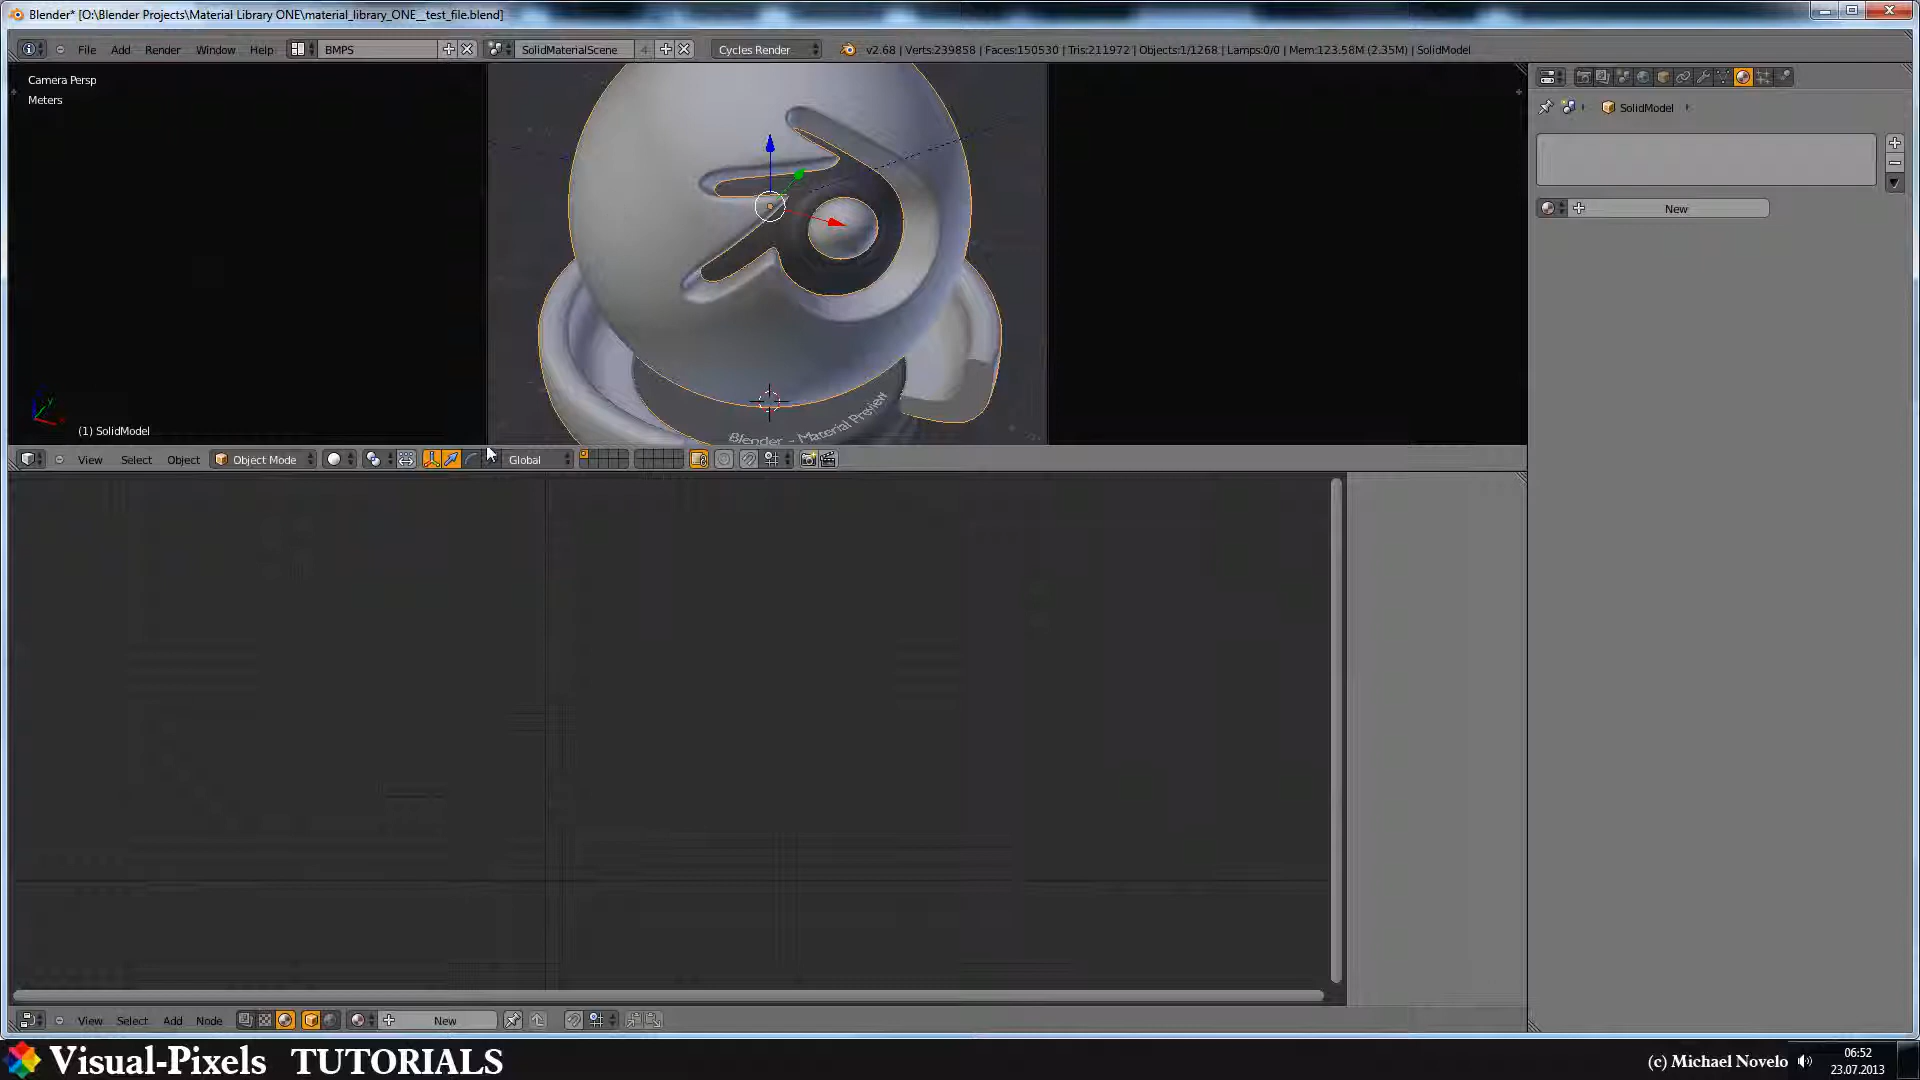 Blender* [O:\Blender Projects\Material Library ONE\material_library_ONE__test_file.blend]
File Add Render Window Help BMPS SolidMaterialScene 4 Cycles Render v2.68 | Verts:239858 | Faces:150530 | Tris:211972 | Objects:1/1268 | Lamps:0/0 | Mem:123.58M (2.35M) | SolidModel
Camera Persp
Meters
SolidModel
New
Blender - Material Preview
(1) SolidModel
View Select Object Object Mode Global
View Select Add Node New
Visual-Pixels TUTORIALS
(c) Michael Novelo
06:52
23.07.2013